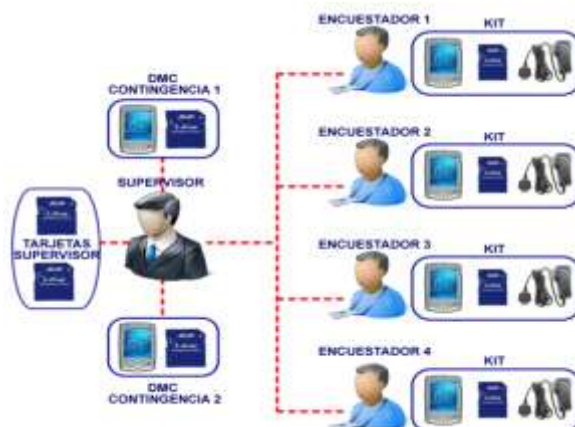 ENCUESTADOR 1
KIT
DMC
CONTINGENCIA 1
ENCUESTADOR 2
KIT
SUPERVISOR
TARJETAS
SUPERVISOR
ENCUESTADOR 3
KIT
ENCUESTADOR 4
KIT
DMC
CONTINGENCIA 2